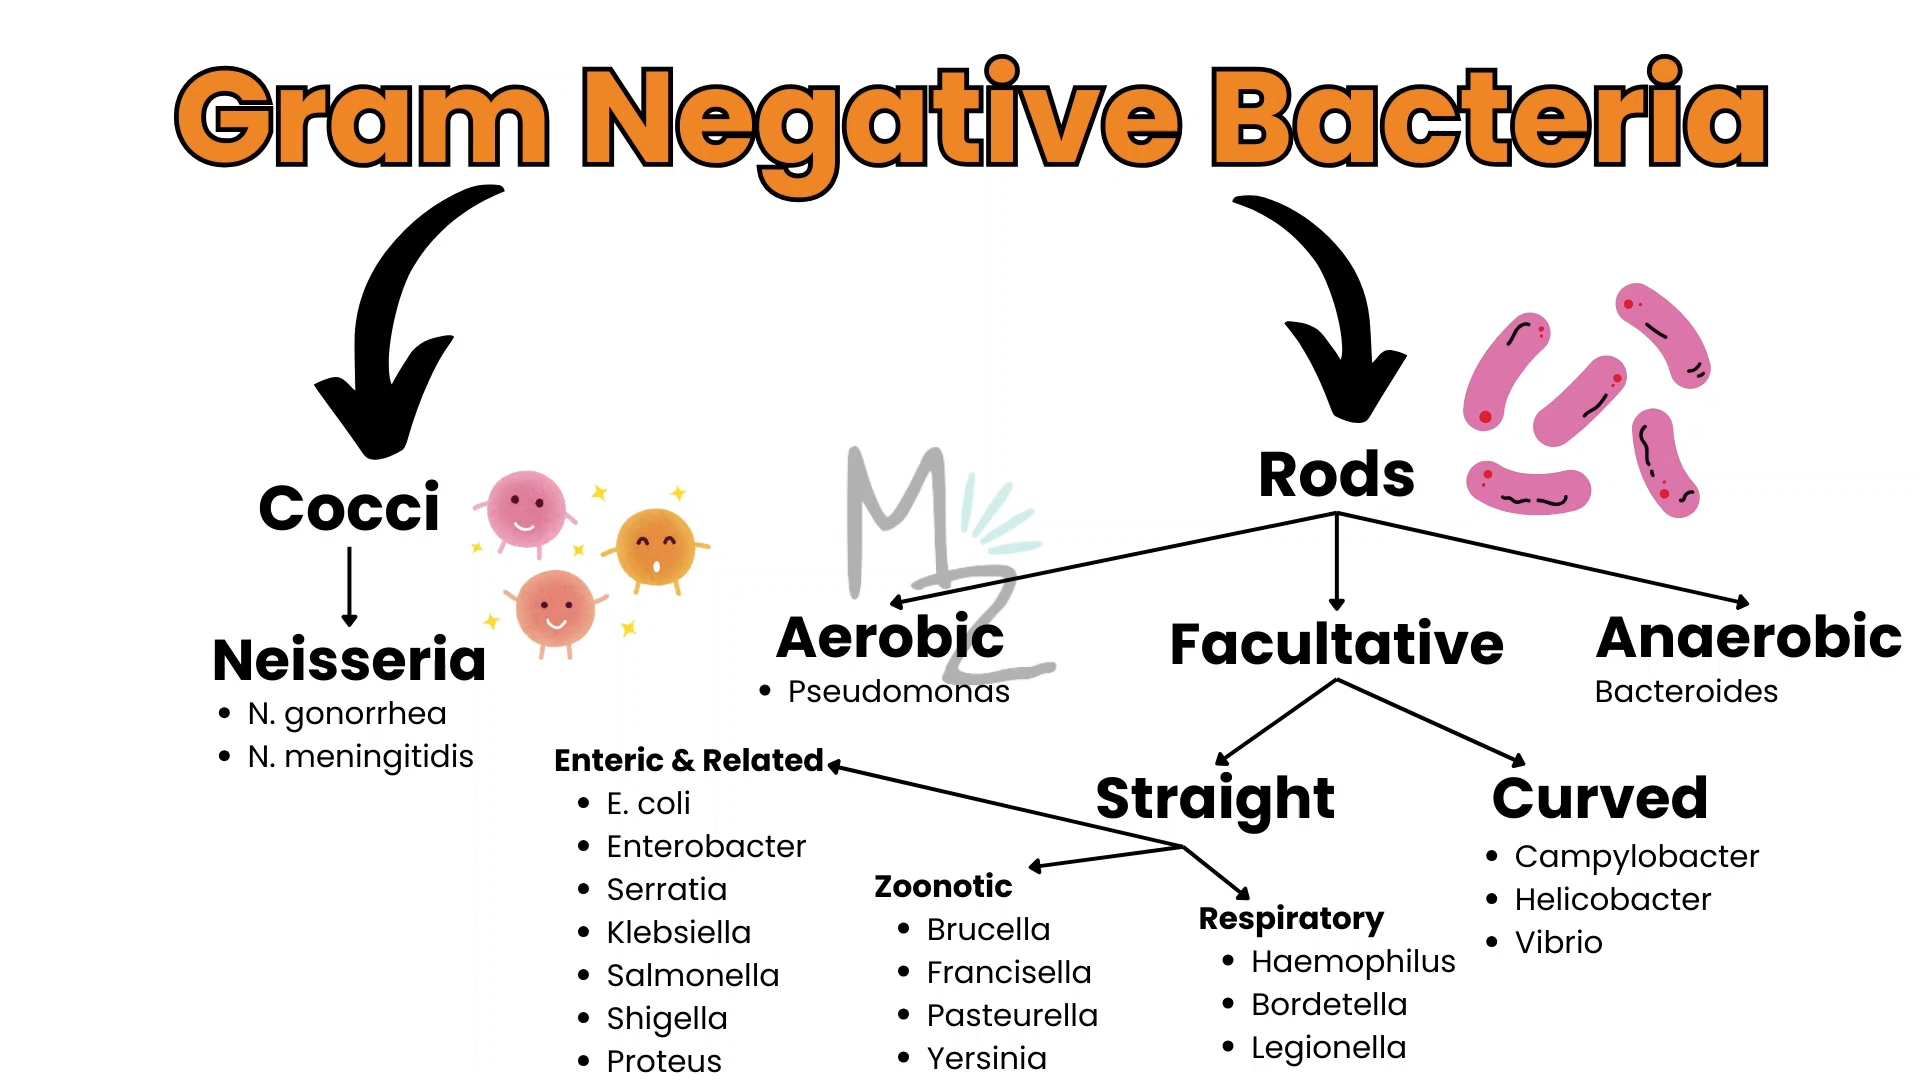 Gram Negative Bacteria
Cocci
Neisseria
• N. gonorrhea
• N. meningitidis
MZ
Rods
Aerobic
• Pseudomonas
Facultative
Anaerobic
Bacteroides
Straight
Curved
• Campylobacter
• Helicobacter
• Vibrio
Enteric & Related
• E. coli
• Enterobacter
• Serratia
• Klebsiella
• Salmonella
• Shigella
• Proteus
Zoonotic
• Brucella
• Francisella
• Pasteurella
• Yersinia
Respiratory
• Haemophilus
• Bordetella
• Legionella